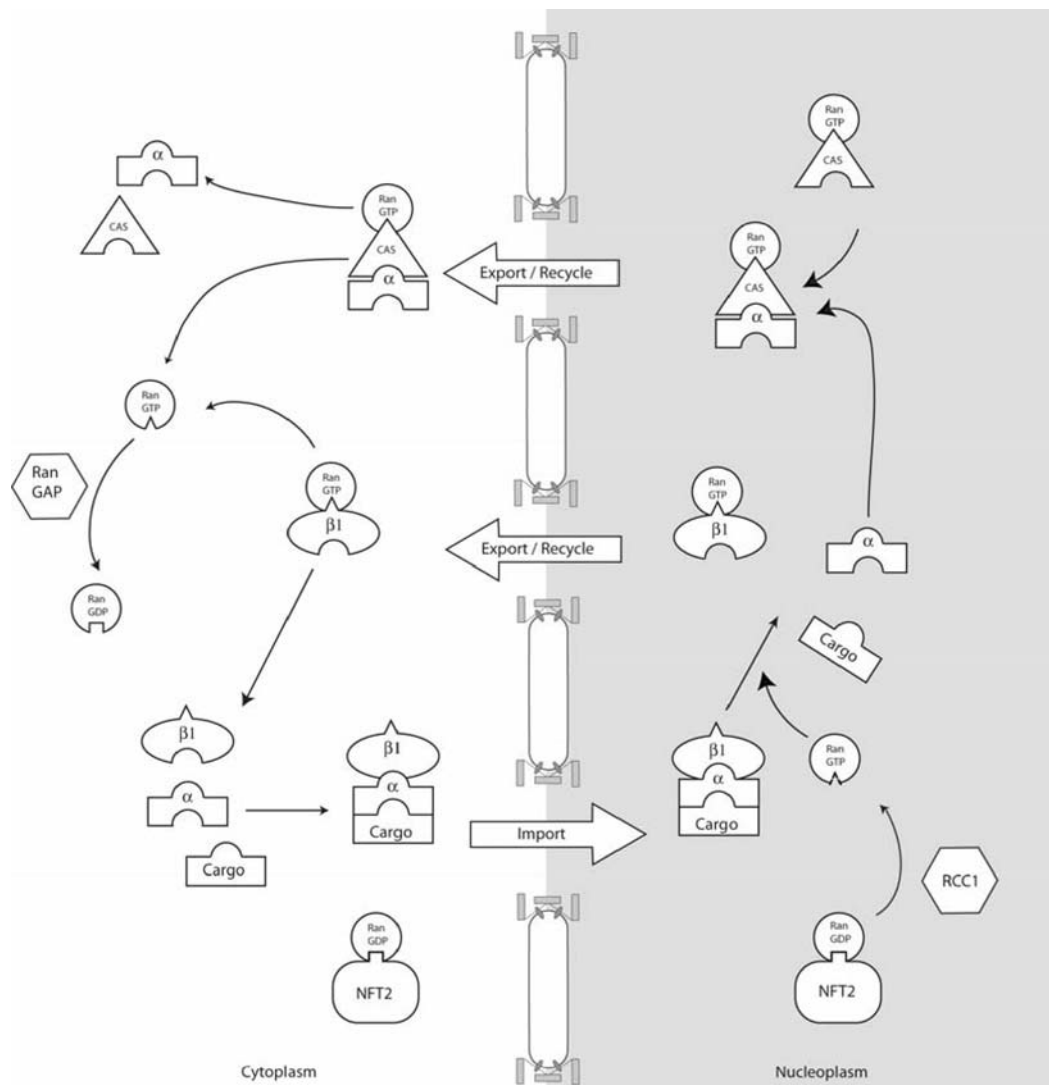 Ran
GTP
CAS
α
CAS
Ran
GTP
CAS
α
Export / Recycle
Ran
GTP
CAS
α
Ran
GTP
Ran
GAP
Ran
GDP
Ran
GTP
β1
Export / Recycle
Ran
GTP
β1
α
Cargo
β1
α
Cargo
β1
α
Cargo
Import
β1
α
Cargo
Ran
GTP
RCC1
Ran
GDP
NFT2
Ran
GDP
NFT2
Cytoplasm
Nucleoplasm